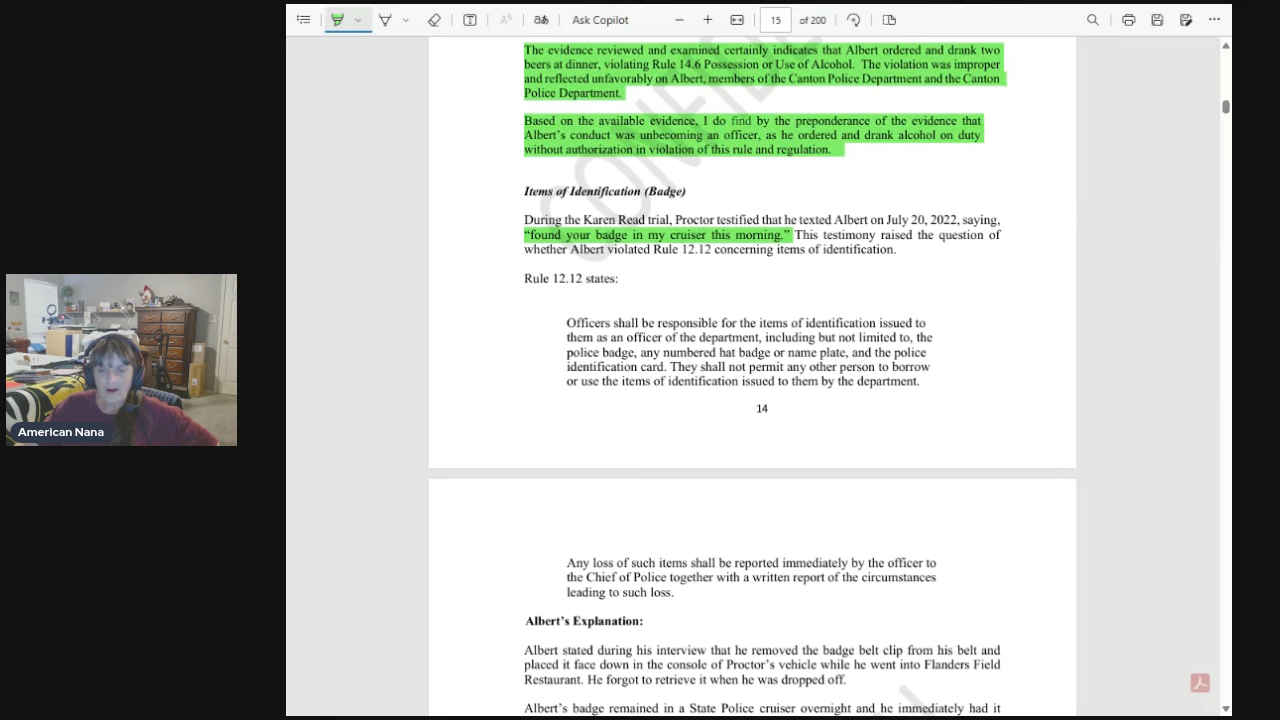 Ask Copilot
15 of 200
The evidence reviewed and examined certainly indicates that Albert ordered and drank two
beers at dinner, violating Rule 14.6 Possession or Use of Alcohol. The violation was improper
and reflected unfavorably on Albert, members of the Canton Police Department and the Canton
Police Department.
Based on the available evidence, I do find by the preponderance of the evidence that
Albert's conduct was unbecoming an officer, as he ordered and drank alcohol on duty
without authorization in violation of this rule and regulation.
Items of Identification (Badge)
During the Karen Read trial, Proctor testified that he texted Albert on July 20, 2022, saying,
“found your badge in my cruiser this morning.” This testimony raised the question of
whether Albert violated Rule 12.12 concerning items of identification.
Rule 12.12 states:
Officers shall be responsible for the items of identification issued to
them as an officer of the department, including but not limited to, the
police badge, any numbered hat badge or name plate, and the police
identification card. They shall not permit any other person to borrow
or use the items of identification issued to them by the department.
14
Any loss of such items shall be reported immediately by the officer to
the Chief of Police together with a written report of the circumstances
leading to such loss.
Albert's Explanation:
Albert stated during his interview that he removed the badge belt clip from his belt and
placed it face down in the console of Proctor's vehicle while he went into Flanders Field
Restaurant. He forgot to retrieve it when he was dropped off.
Albert's badge remained in a State Police cruiser overnight and he immediately had it
American Nana